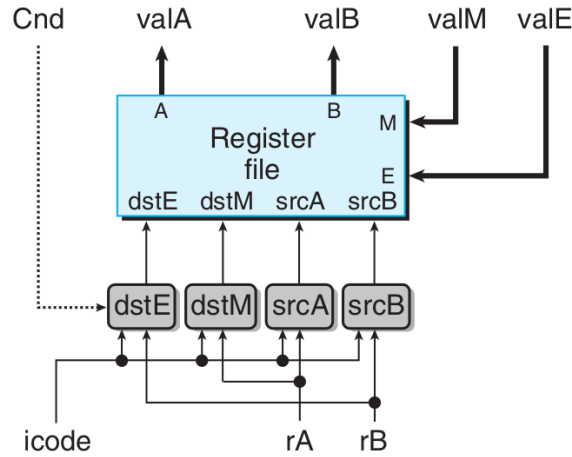 Cnd valA valB valM valE
A B
M
Register
file
E
dstE dstM srcA srcB
dstE dstM srcA srcB
icode rA rB